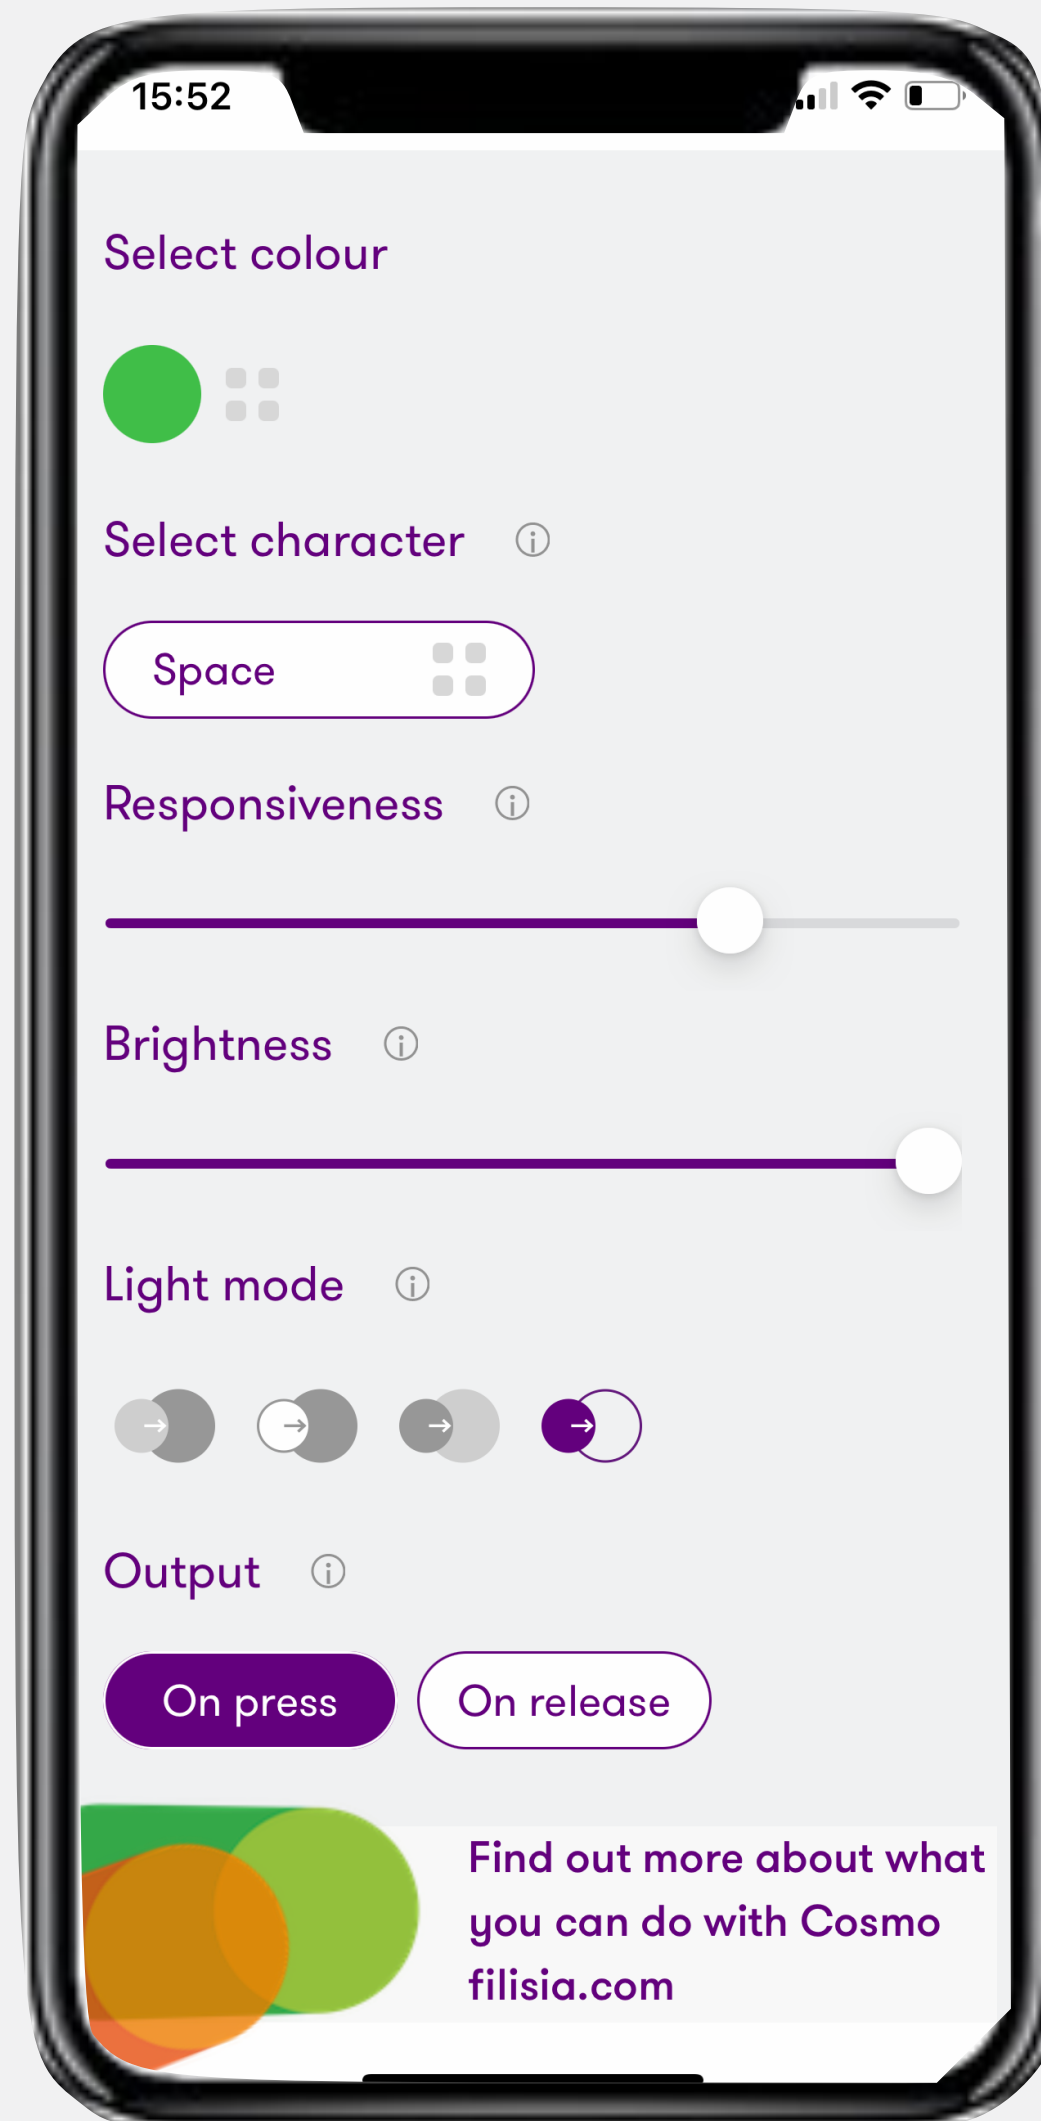 15:52
Select colour
Select character
Space
Responsiveness
Brightness
Light mode
Output
On press
On release
Find out more about what
you can do with Cosmo
filisia.com